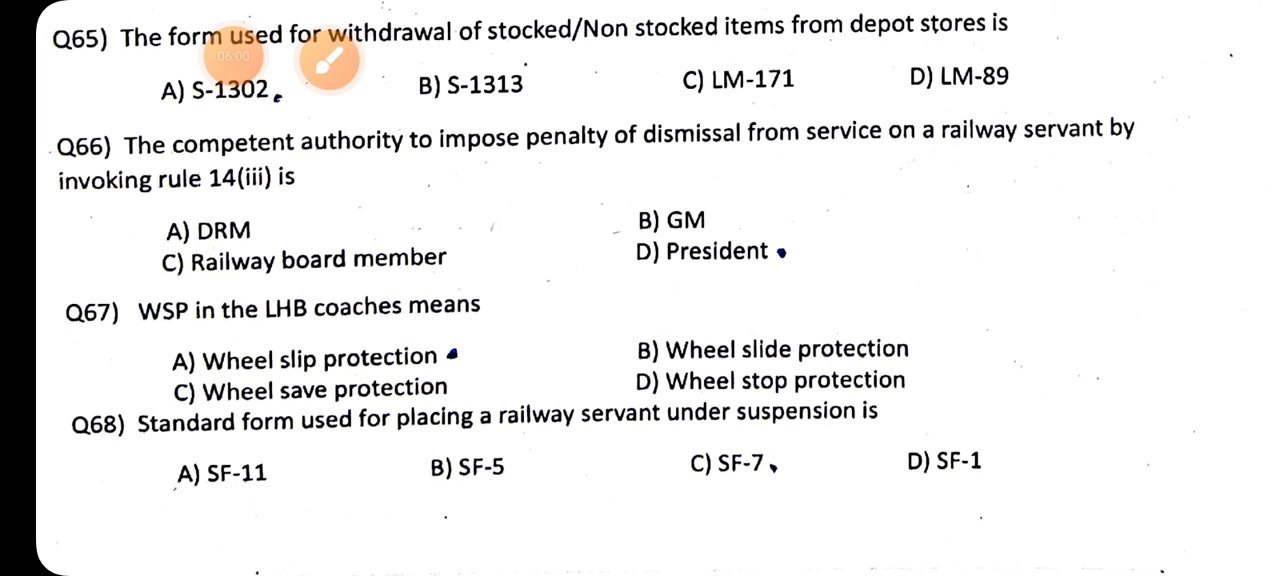 Q65) The form used for withdrawal of stocked/Non stocked items from depot stores is
06:00
A) S-1302 B) S-1313 C) LM-171 D) LM-89
Q66) The competent authority to impose penalty of dismissal from service on a railway servant by
invoking rule 14(iii) is
A) DRM B) GM
C) Railway board member D) President
Q67) WSP in the LHB coaches means
A) Wheel slip protection B) Wheel slide protection
C) Wheel save protection D) Wheel stop protection
Q68) Standard form used for placing a railway servant under suspension is
A) SF-11 B) SF-5 C) SF-7 D) SF-1